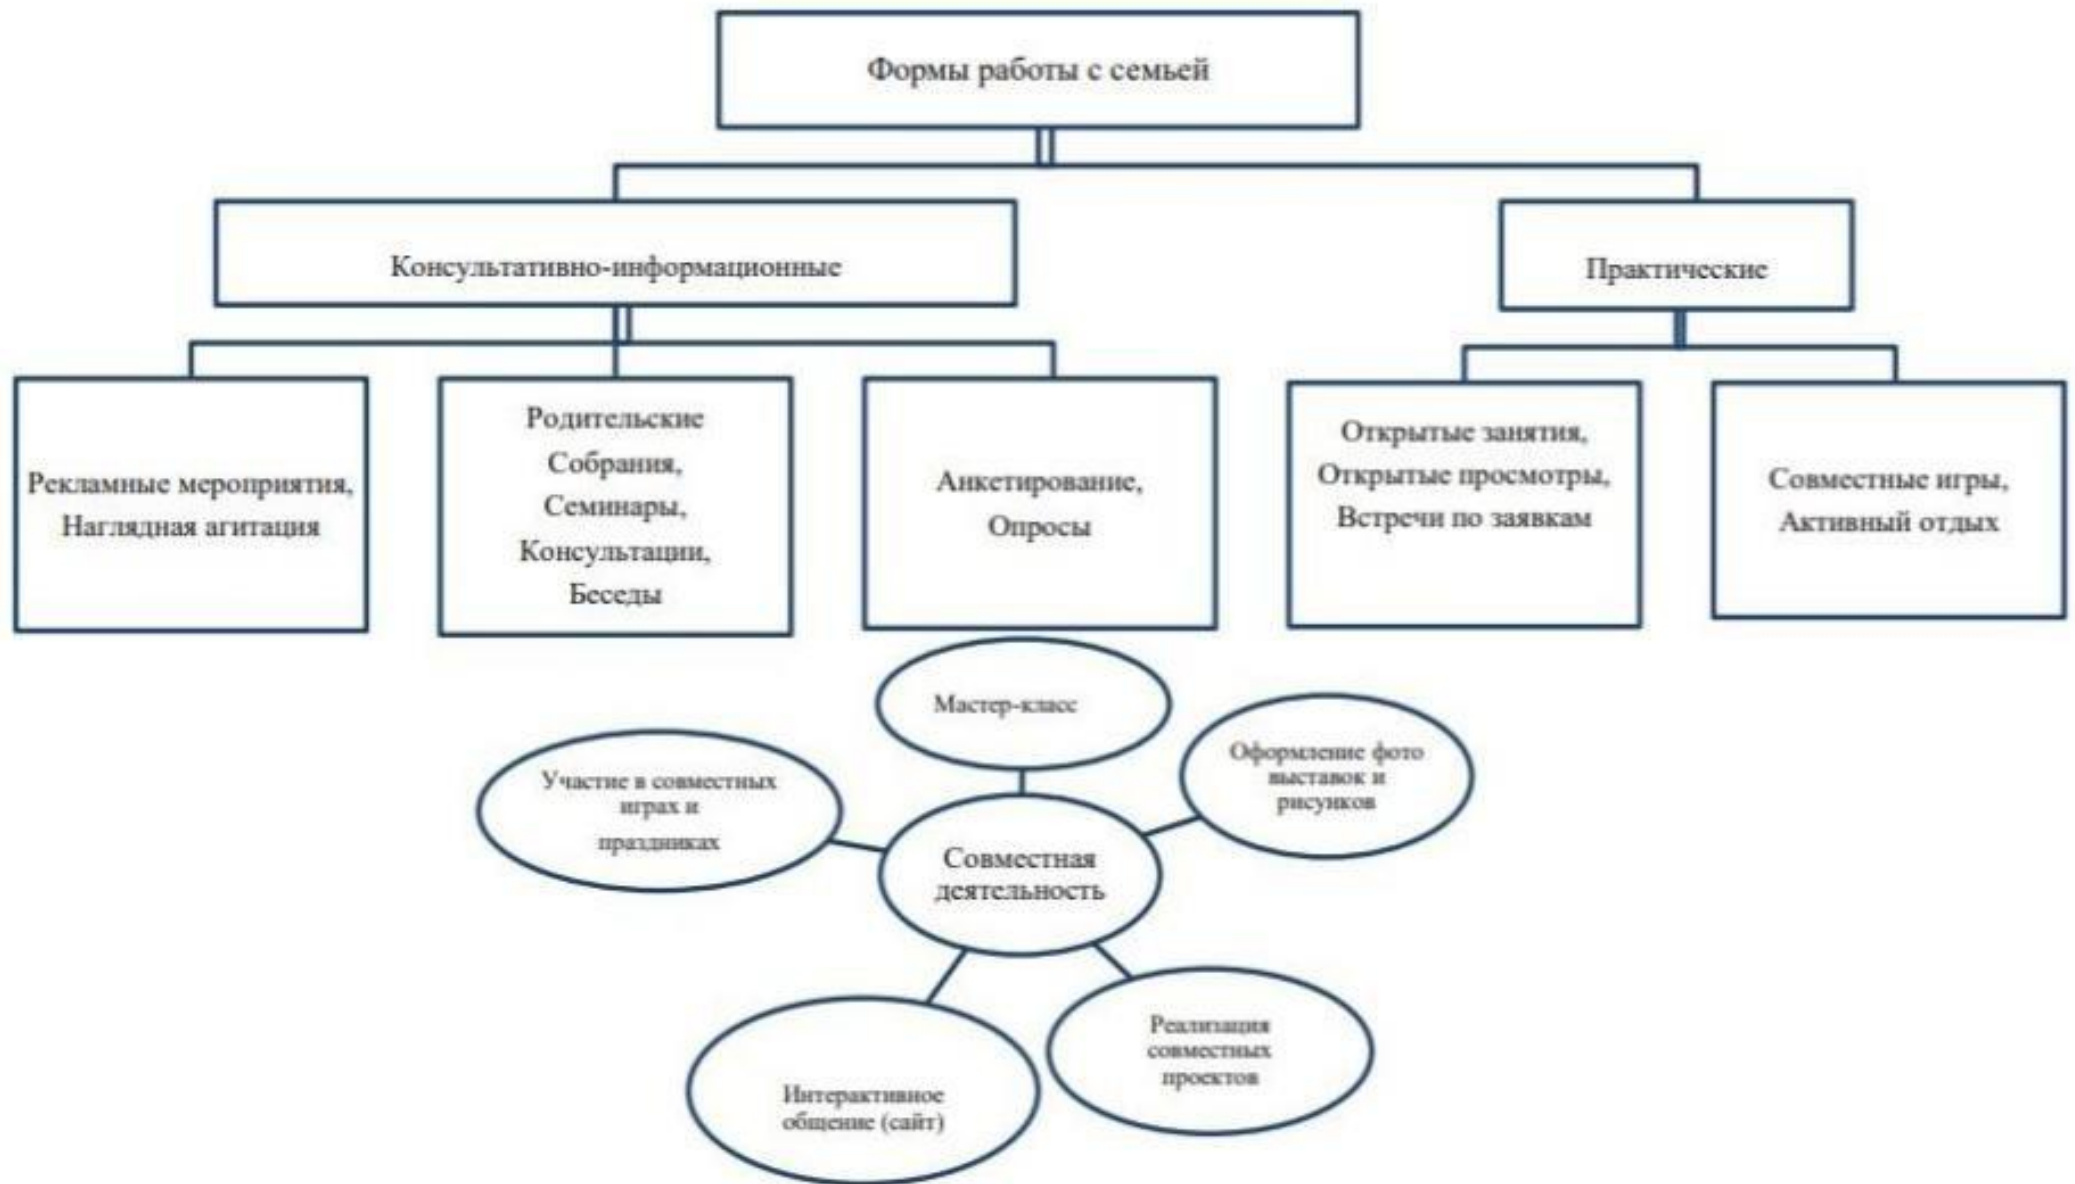 Формы работы с семьей
Консультативно-информационные
Практические
Рекламные мероприятия,
Наглядная агитация
Родительские
Собрания,
Семинары,
Консультации,
Беседы
Анкетирование,
Опросы
Открытые занятия,
Открытые просмотры,
Встречи по заявкам
Совместные игры,
Активный отдых
Мастер-класс
Оформление фото
выставок и
рисунков
Участие в совместных
играх и
праздниках
Совместная
деятельность
Реализация
совместных
проектов
Интерактивное
общение (сайт)